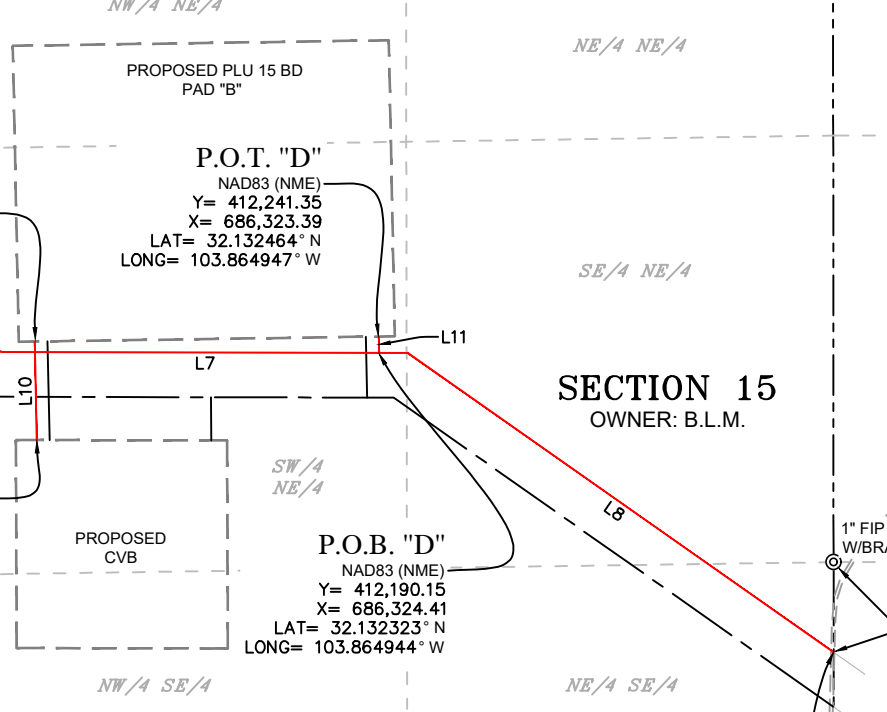 NW/4 NE/4
NE/4 NE/4
PROPOSED PLU 15 BD
PAD "B"
P.O.T. "D"
NAD83 (NME)
Y= 412,241.35
X= 686,323.39
LAT= 32.132464° N
LONG= 103.864947° W
SE/4 NE/4
L11
L7
L10
SECTION 15
OWNER: B.L.M.
SW/4
NE/4
L8
1" FIP
W/BRA
PROPOSED
CVB
P.O.B. "D"
NAD83 (NME)
Y= 412,190.15
X= 686,324.41
LAT= 32.132323° N
LONG= 103.864944° W
NW/4 SE/4
NE/4 SE/4